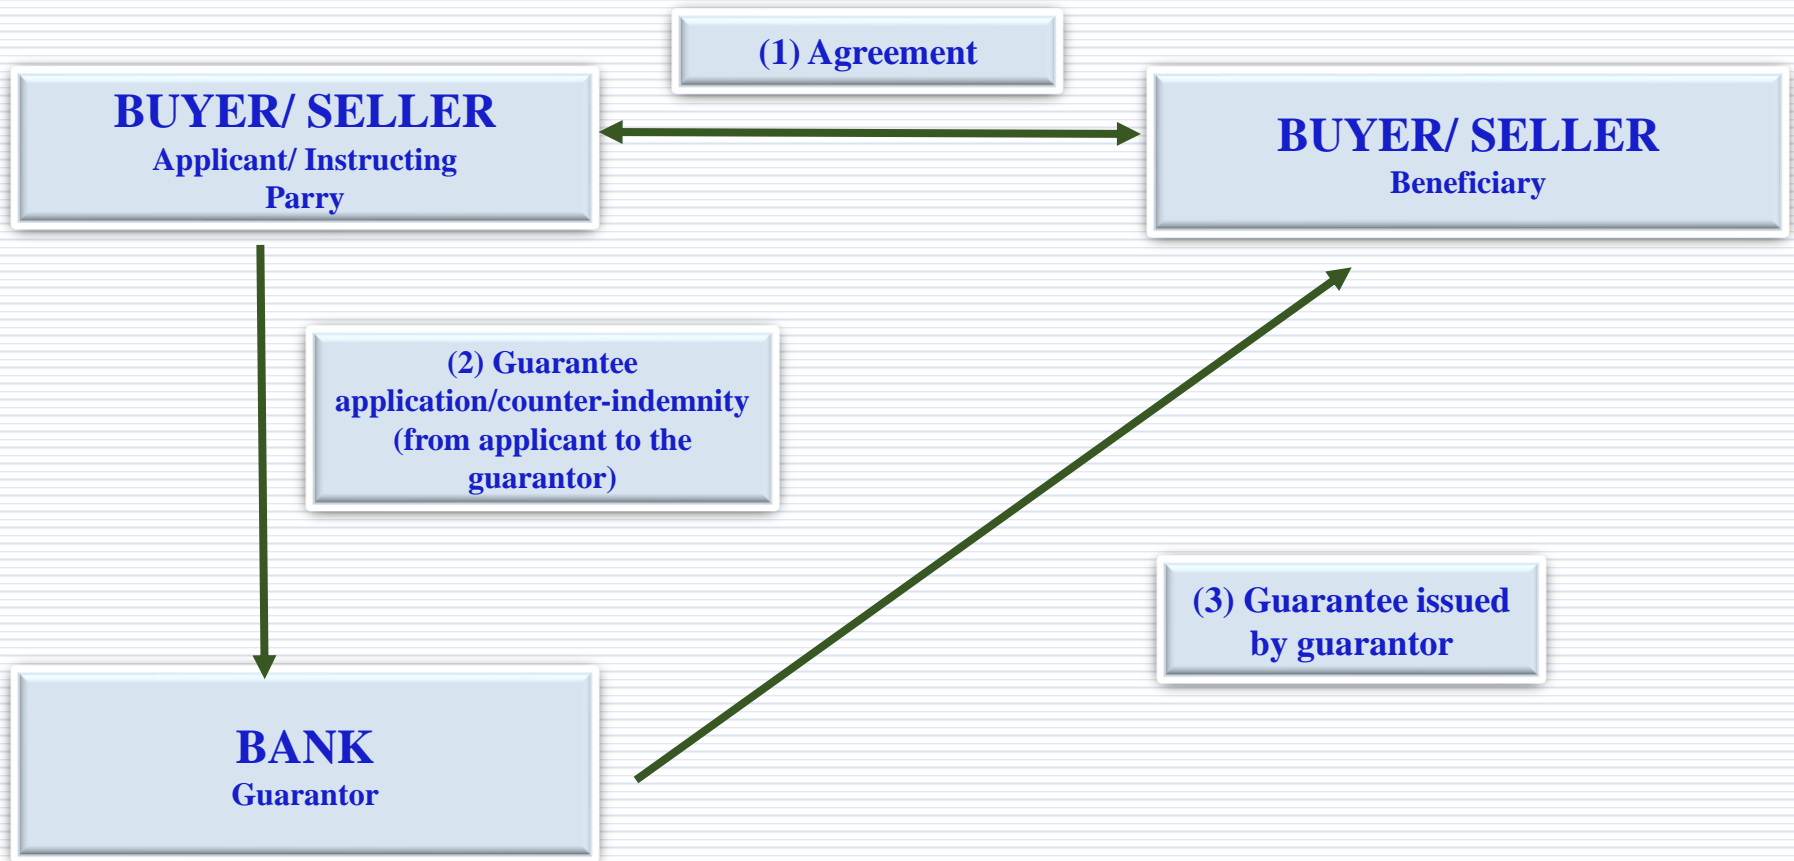 (1) Agreement
BUYER/ SELLER
Applicant/ Instructing
Parry
BUYER/ SELLER
Beneficiary
(2) Guarantee
application/counter-indemnity
(from applicant to the
guarantor)
(3) Guarantee issued
by guarantor
BANK
Guarantor